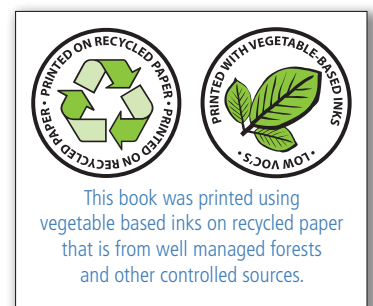 • PRINTED ON RECYCLED PAPER • PRINTED ON RECYCLED PAPER
PRINTED WITH VEGETABLE-BASED INKS
• LOW VOC'S •
This book was printed using
vegetable based inks on recycled paper
that is from well managed forests
and other controlled sources.